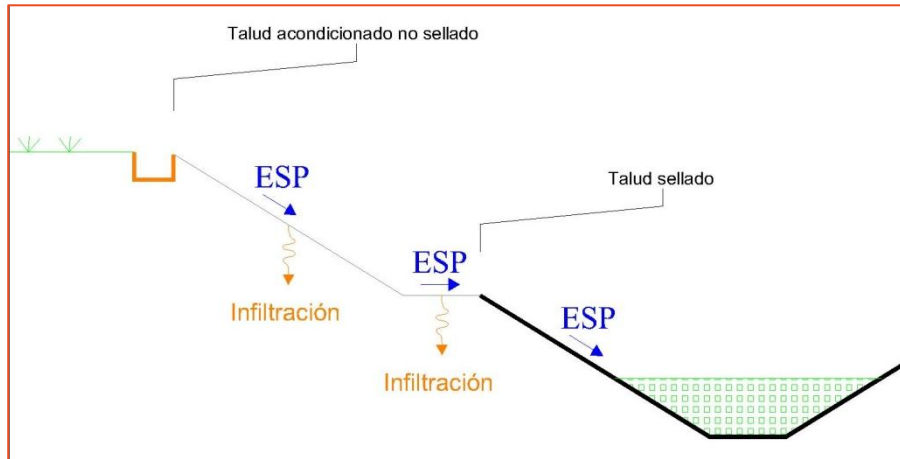 Talud acondicionado no sellado
ESP
Talud sellado
ESP
Infiltración
ESP
Infiltración